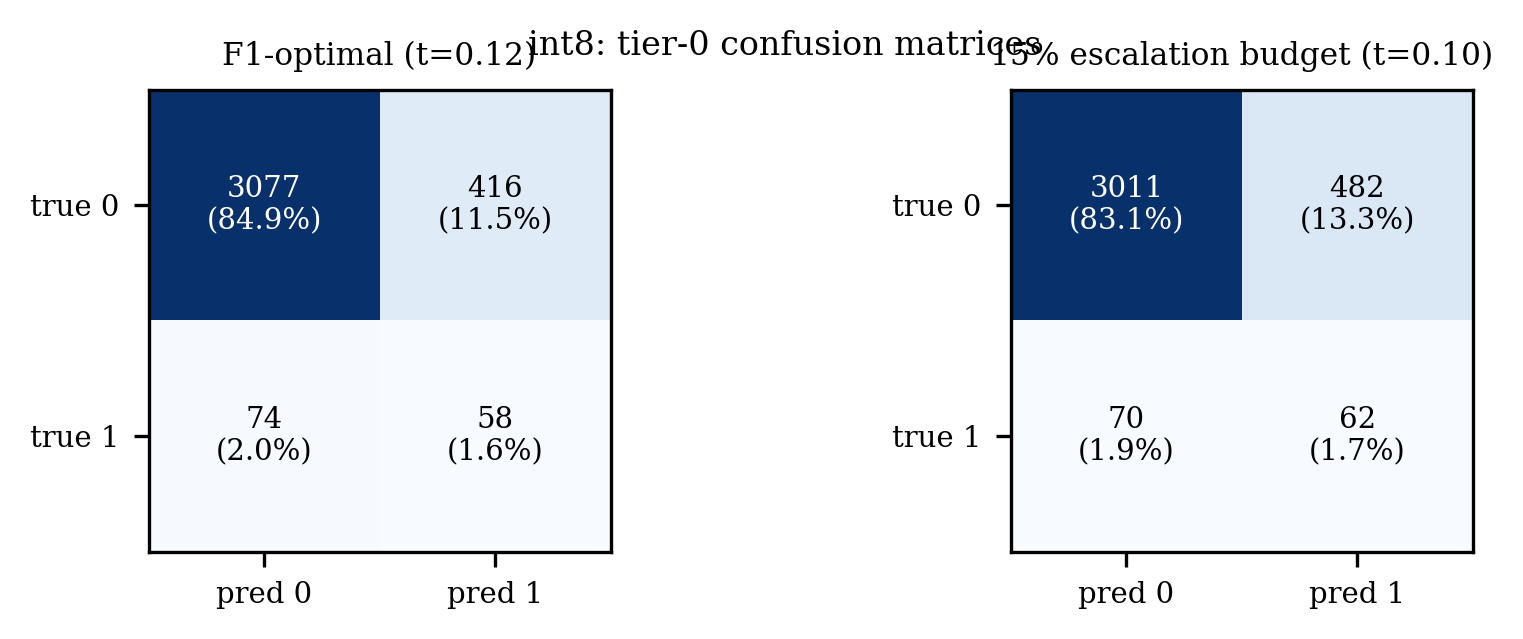 int8: tier-0 confusion matrices
F1-optimal (t=0.12)
true 0
3077
(84.9%)
416
(11.5%)
true 1
74
(2.0%)
58
(1.6%)
pred 0
pred 1
15% escalation budget (t=0.10)
true 0
3011
(83.1%)
482
(13.3%)
true 1
70
(1.9%)
62
(1.7%)
pred 0
pred 1